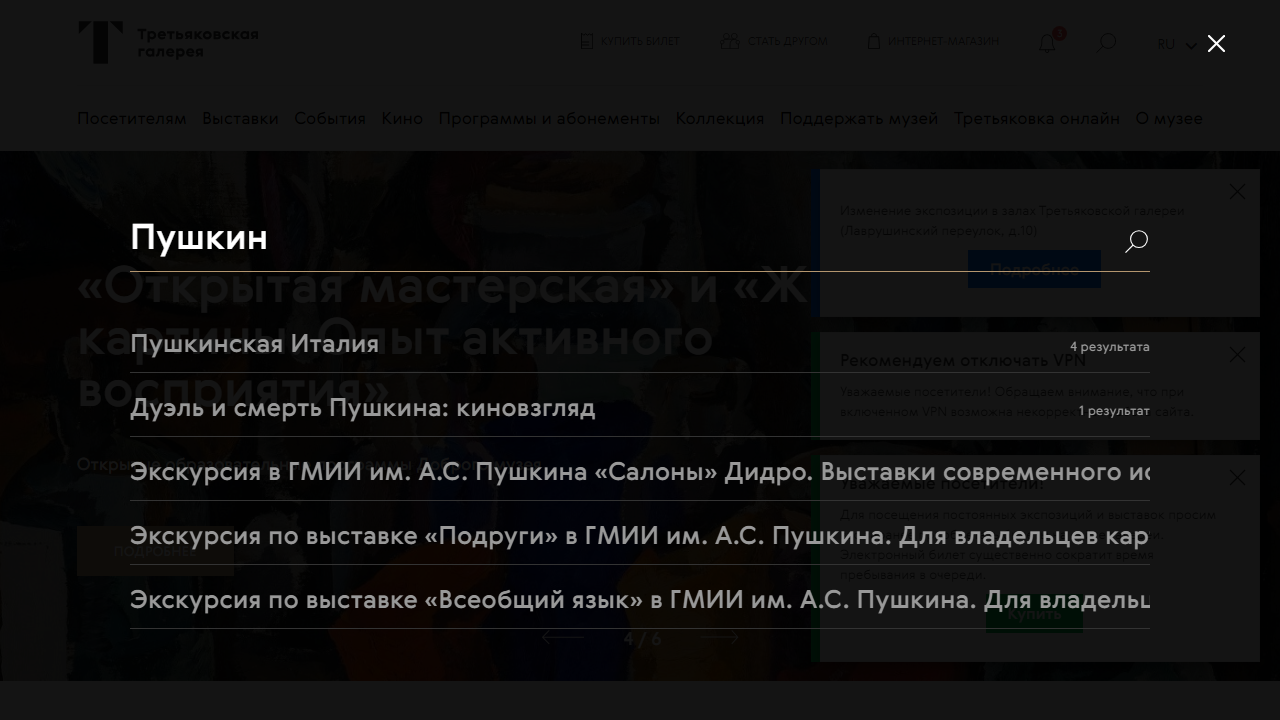 Третьяковская
галерея
КУПИТЬ БИЛЕТ
СТАТЬ ДРУГОМ
ИНТЕРНЕТ-МАГАЗИН
RU
Посетителям Выставки События Кино Программы и абонементы Коллекция Поддержать музей Третьяковка онлайн О музее
Пушкин
«Открытая мастерская» и «Ж
картины. Опыт активного
восприятия»
Пушкинская Италия
4 результата
Дуэль и смерть Пушкина: киновзгляд
1 результат
Экскурсия в ГМИИ им. А.С. Пушкина «Салоны» Дидро. Выставки современного ис
Экскурсия по выставке «Подруги» в ГМИИ им. А.С. Пушкина. Для владельцев кар
Экскурсия по выставке «Всеобщий язык» в ГМИИ им. А.С. Пушкина. Для владельц
ПОДРОБНЕЕ
4 / 6
Изменение экспозиции в залах Третьяковской галереи
(Лаврушинский переулок, д.10)
Подробнее
Рекомендуем отключать VPN
Уважаемые посетители! Обращаем внимание, что при
включенном VPN возможна некоррек сайта.
Уважаемые посетители!
Для посещения постоянных экспозиций и выставок просим
Электронный билет существенно сократит время
пребывания в очереди.
Купить